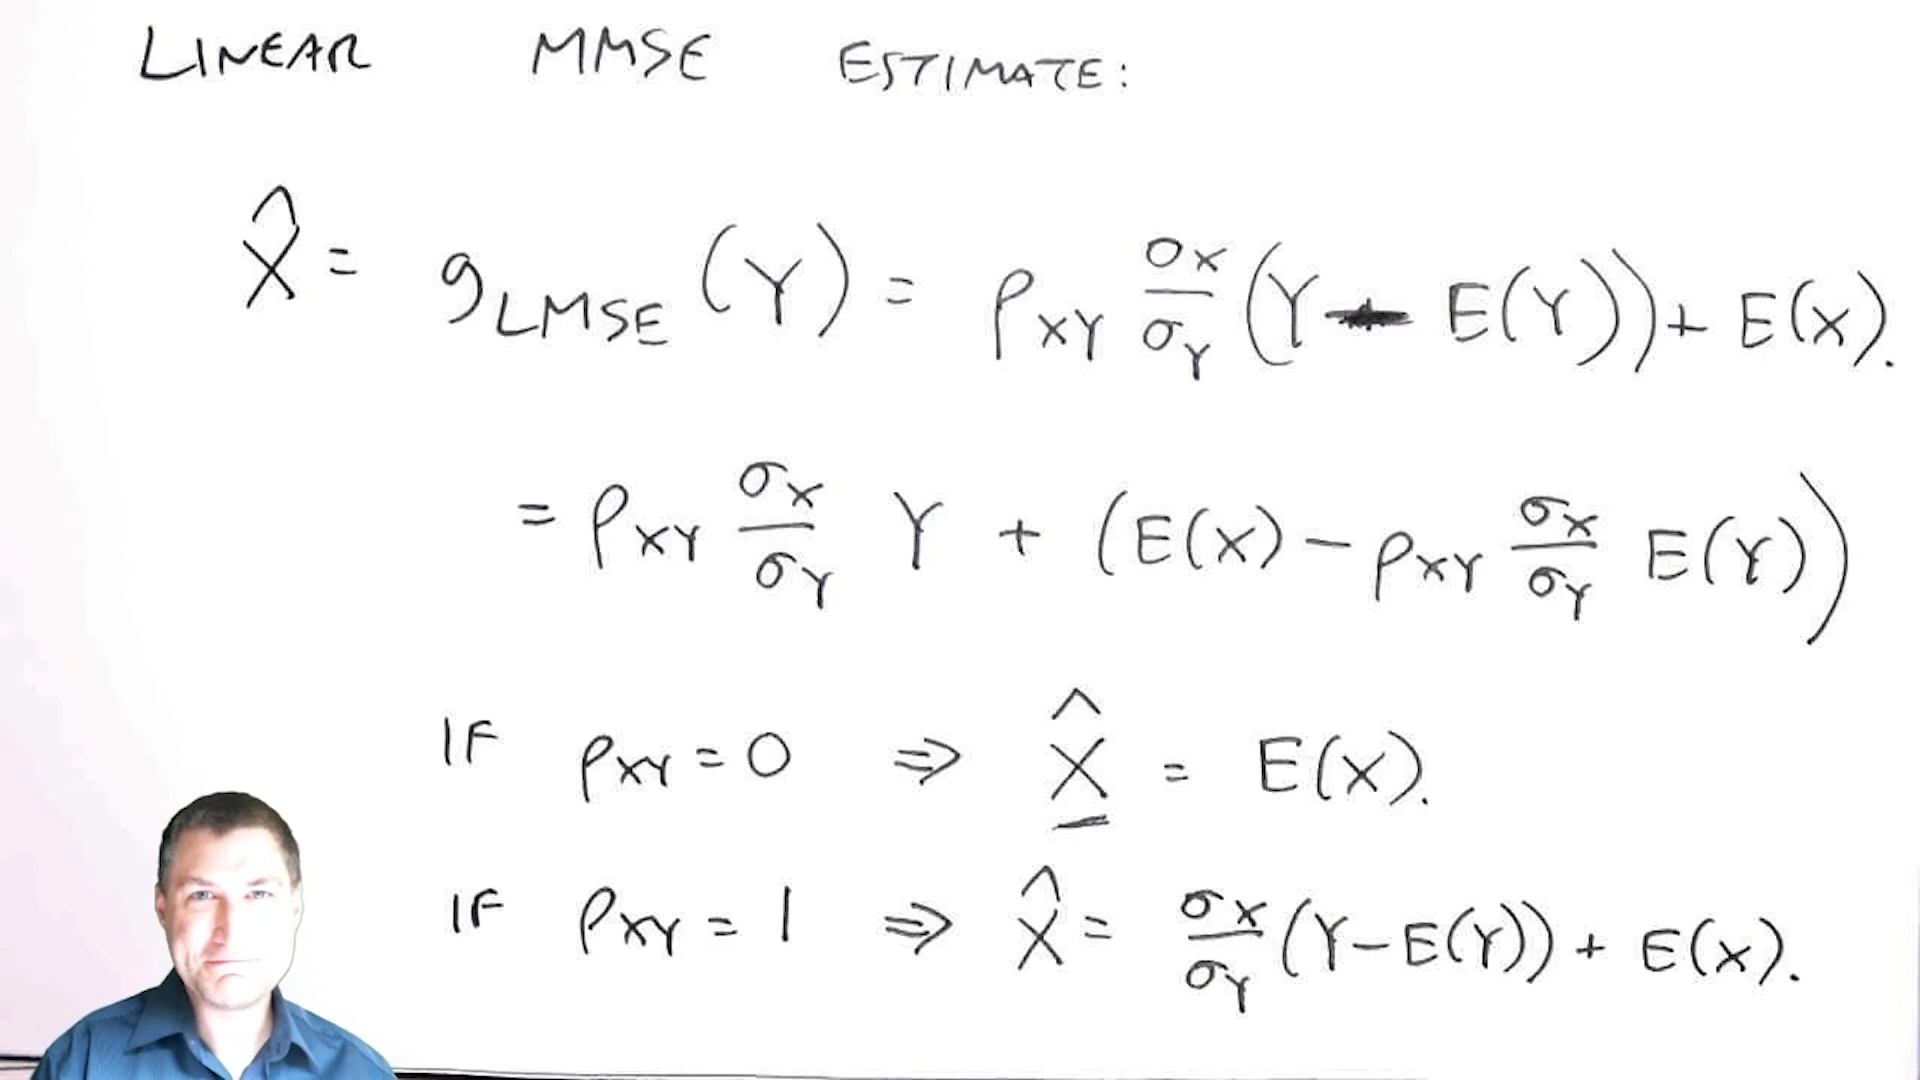 LINEAR MMSE ESTIMATE:
X̂ = g_LMSE (Y) = ρ_XY σ_X/σ_Y (Y - E(Y)) + E(X).
= ρ_XY σ_X/σ_Y Y + (E(X) - ρ_XY σ_X/σ_Y E(Y))
IF ρ_XY = 0 ⇒ X̂ = E(X).
IF ρ_XY = 1 ⇒ X̂ = σ_X/σ_Y (Y - E(Y)) + E(X).